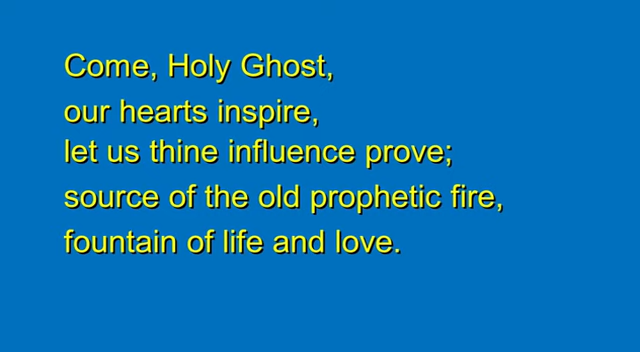 Come, Holy Ghost,
our hearts inspire,
let us thine influence prove;
source of the old prophetic fire,
fountain of life and love.